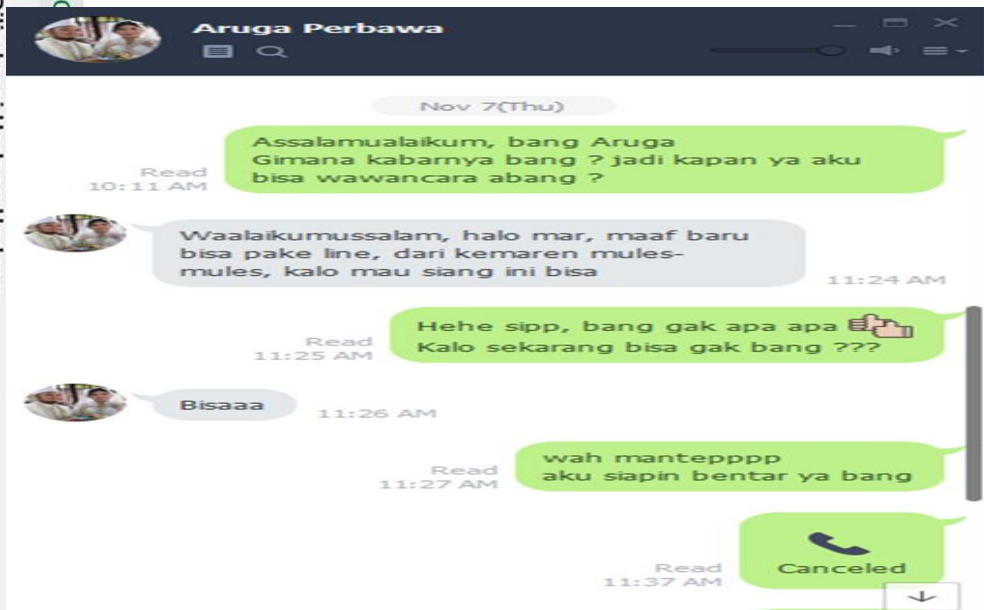 Aruga Perbawa
Nov 7(Thu)
Assalamualaikum, bang Aruga
Gimana kabarnya bang ? jadi kapan ya aku
bisa wawancara abang ?
Read
10:11 AM
Waalaikumussalam, halo mar, maaf baru
bisa pake line, dari kemaren mules-
mules, kalo mau siang ini bisa
11:24 AM
Hehe sipp, bang gak apa apa
Kalo sekarang bisa gak bang ???
Read
11:25 AM
Bisaaa
11:26 AM
wah mantepppp
aku siapin bentar ya bang
Read
11:27 AM
Canceled
Read
11:37 AM